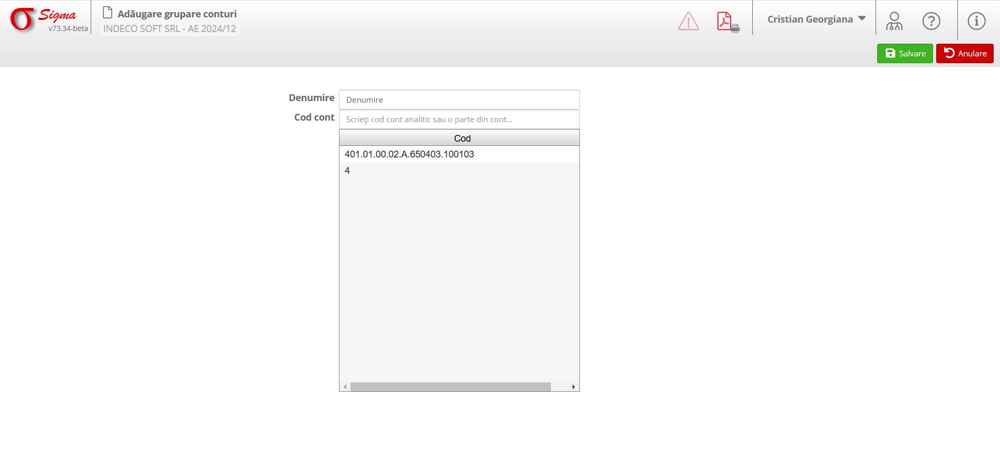 Sigma
v73.34-beta
Adăugare grupare conturi
INDECO SOFT SRL - AE 2024/12
Cristian Georgiana
Salvare
Anulare
Denumire
Denumire
Cod cont
Scrieţi cod cont analitic sau o parte din cont...
Cod
401.01.00.02.A.650403.100103
4